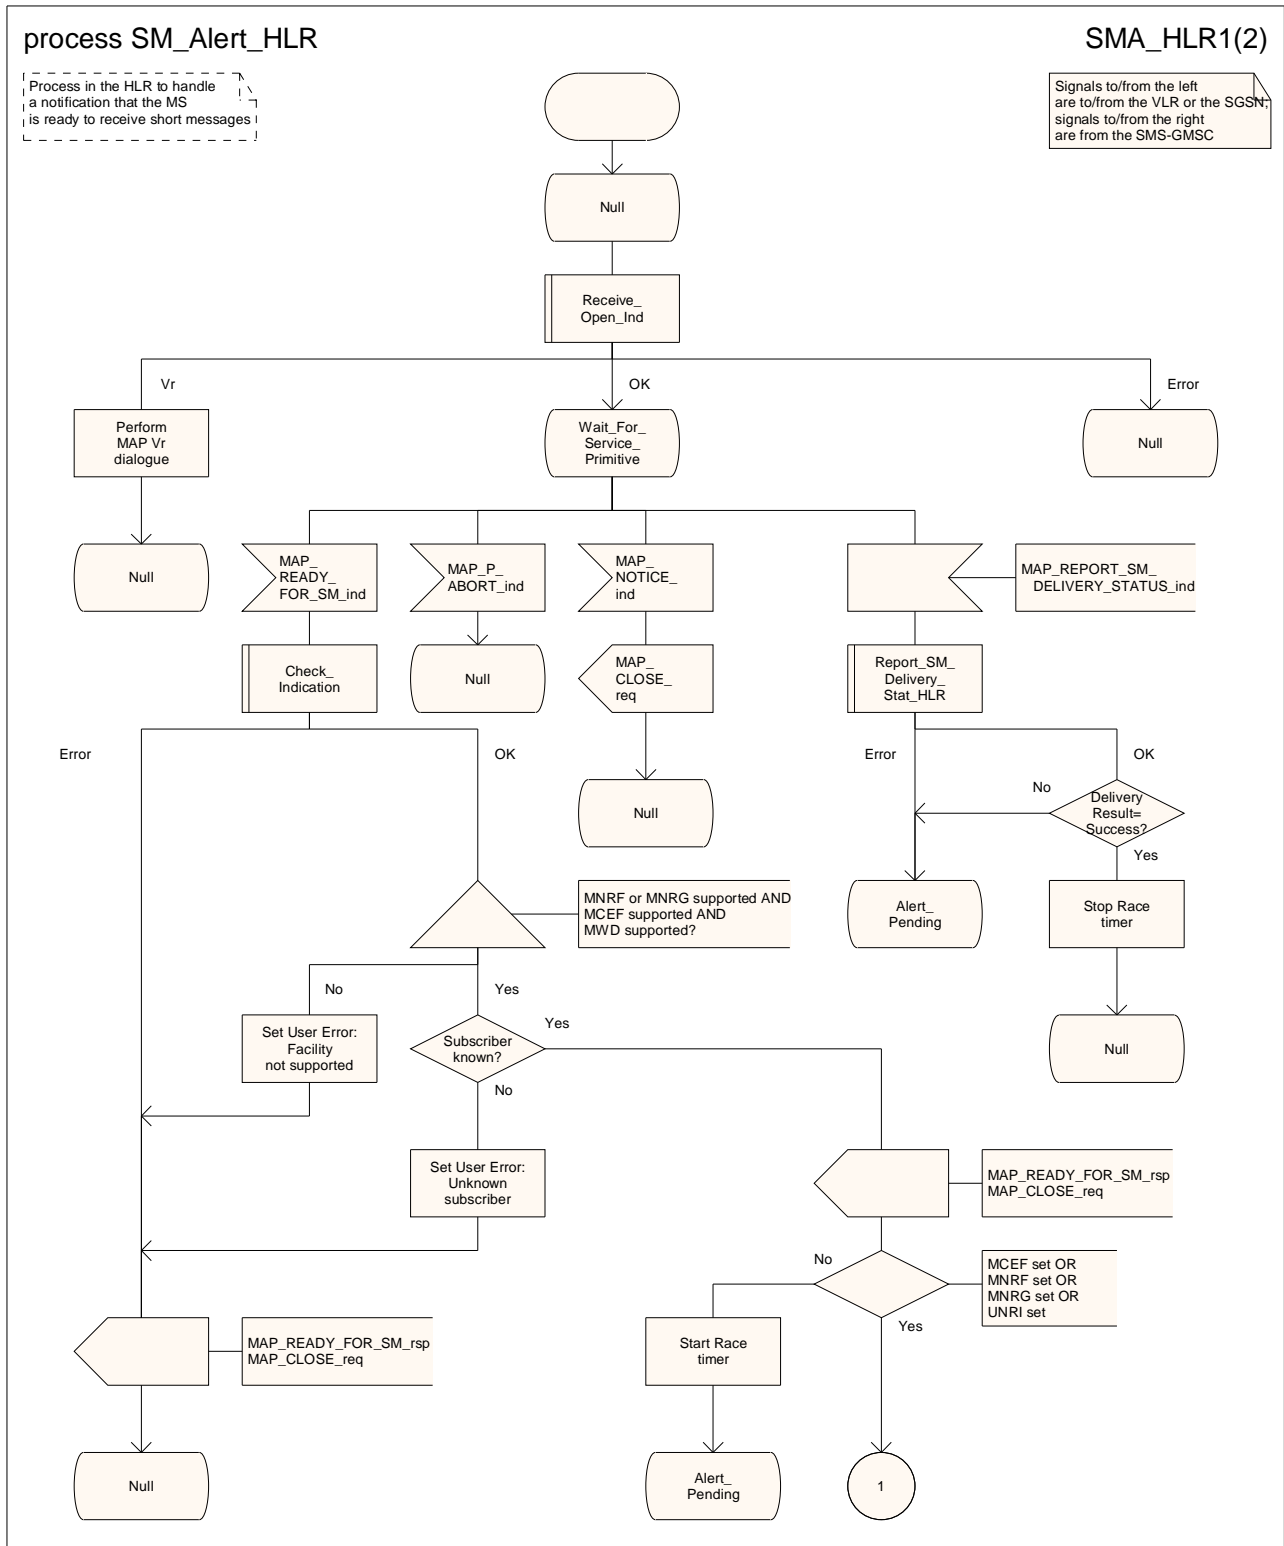 process SM_Alert_HLR
SMA_HLR1(2)
Process in the HLR to handle
a notification that the MS
is ready to receive short messages
Signals to/from the left
are to/from the VLR or the SGSN;
signals to/from the right
are from the SMS-GMSC
Null
Receive_
Open_Ind
Vr
OK
Error
Perform
MAP Vr
dialogue
Wait_For_
Service_
Primitive
Null
Null
MAP_
READY_
FOR_SM_ind
MAP_P_
ABORT_ind
MAP_
NOTICE_
ind
MAP_REPORT_SM_
DELIVERY_STATUS_ind
Check_
Indication
Null
MAP_
CLOSE_
req
Report_SM_
Delivery_
Stat_HLR
Error
OK
Error
OK
Null
No
Delivery
Result=
Success?
Yes
MNRF or MNRG supported AND
MCEF supported AND
MWD supported?
Alert_
Pending
Stop Race
timer
No
Yes
Set User Error:
Facility
not supported
Subscriber
known?
Yes
No
Null
Set User Error:
Unknown
subscriber
MAP_READY_FOR_SM_rsp
MAP_CLOSE_req
No
MCEF set OR
MNRF set OR
MNRG set OR
UNRI set
Yes
MAP_READY_FOR_SM_rsp
MAP_CLOSE_req
Start Race
timer
Null
Alert_
Pending
1